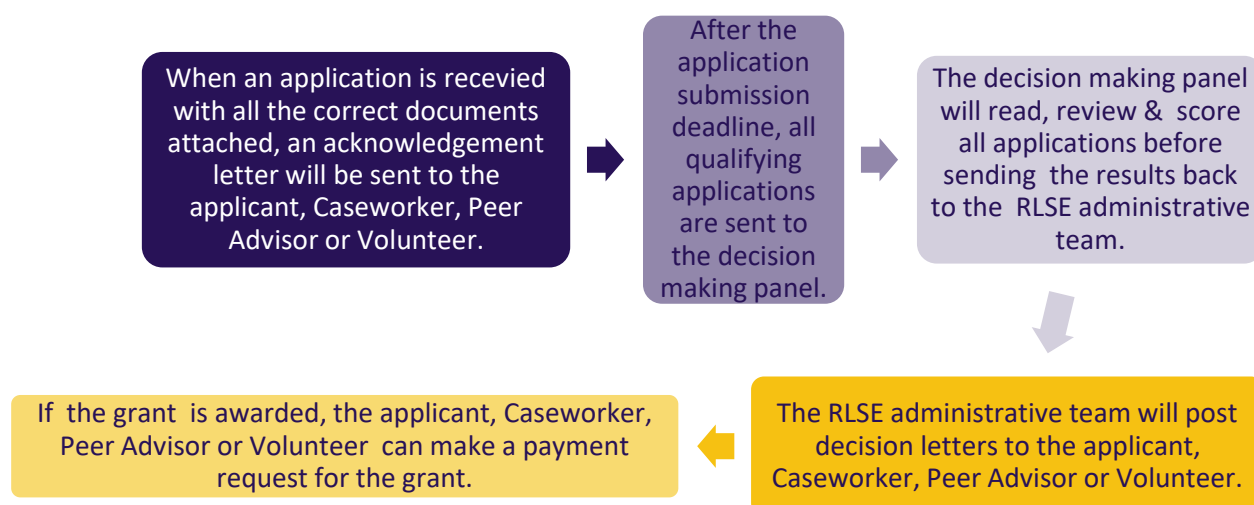 When an application is recevied
with all the correct documents
attached, an acknowledgement
letter will be sent to the
applicant, Caseworker, Peer
Advisor or Volunteer.
After the
application
submission
deadline, all
qualifying
applications
are sent to
the decision
making panel.
The decision making panel
will read, review & score
all applications before
sending the results back
to the RLSE administrative
team.
The RLSE administrative team will post
decision letters to the applicant,
Caseworker, Peer Advisor or Volunteer.
If the grant is awarded, the applicant, Caseworker,
Peer Advisor or Volunteer can make a payment
request for the grant.